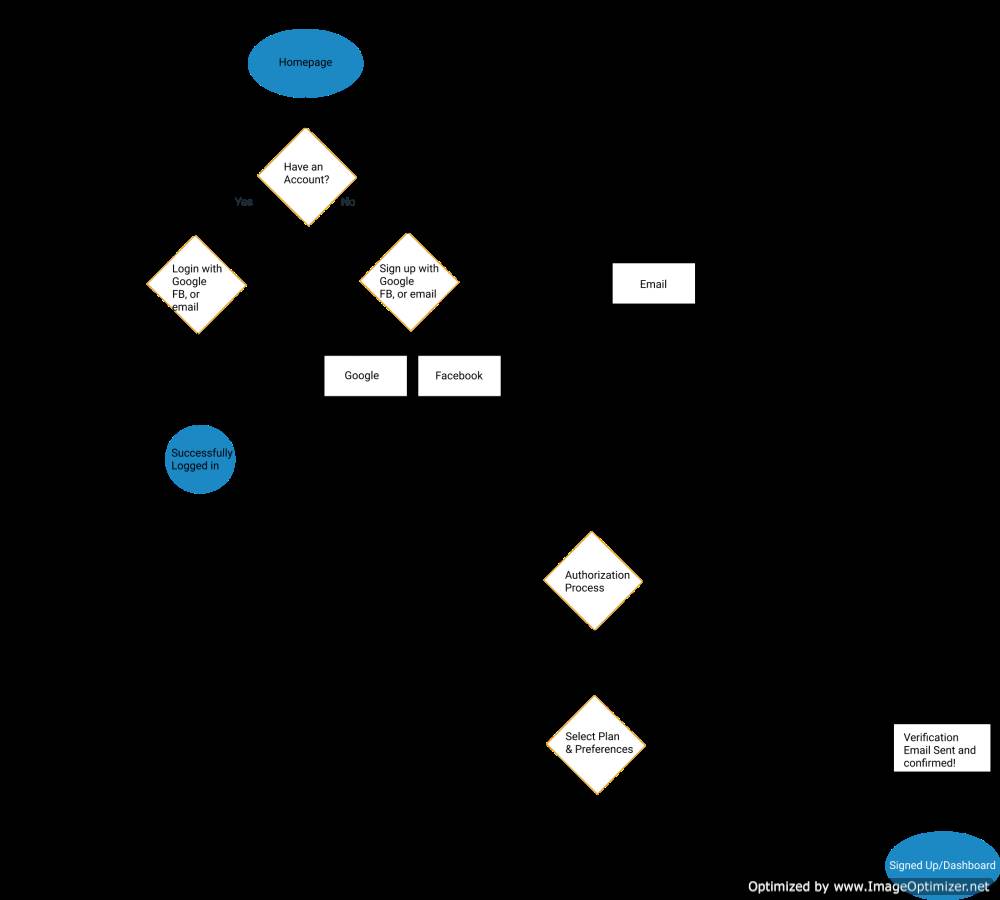 Homepage
Have an
Account?
Yes
No
Login with
Google
FB, or
email
Sign up with
Google
FB, or email
Email
Google
Facebook
Successfully
Logged in
Authorization
Process
Select Plan
& Preferences
Verification
Email Sent and
confirmed!
Signed Up/Dashboard
Optimized by www.ImageOptimizer.net